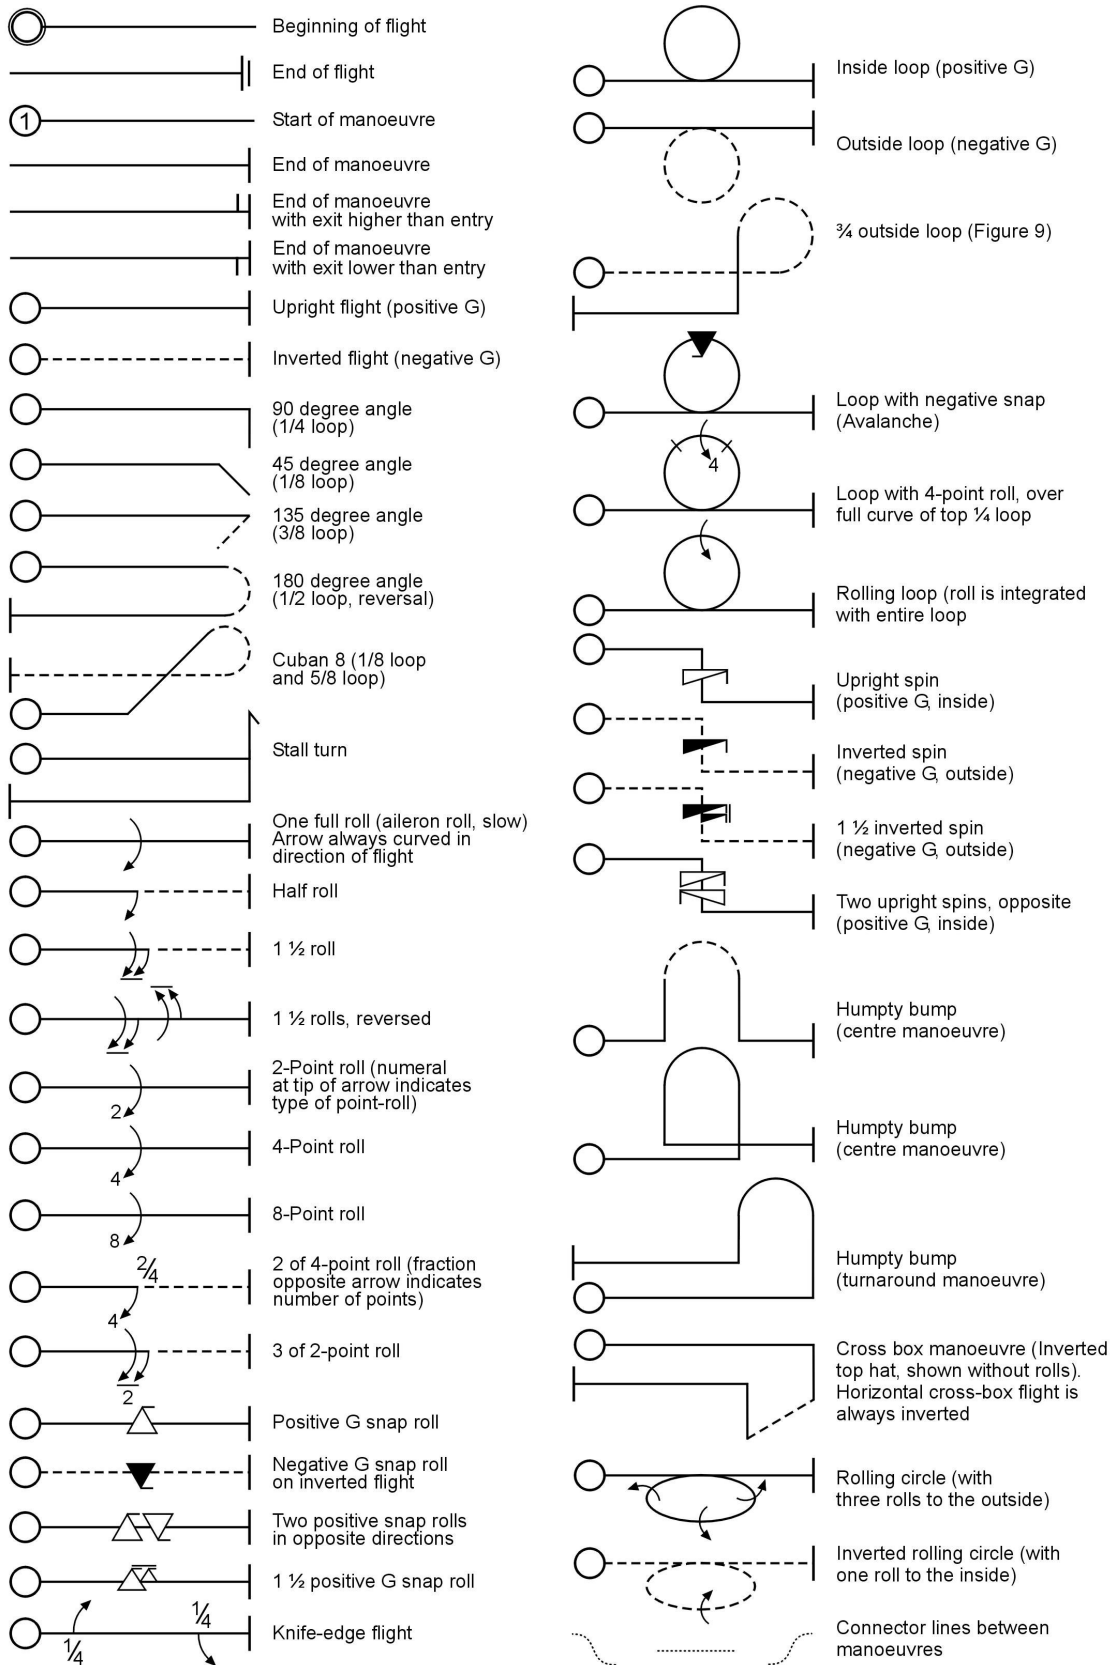 Beginning of flight
End of flight
1
Start of manoeuvre
End of manoeuvre
End of manoeuvre
with exit higher than entry
End of manoeuvre
with exit lower than entry
Upright flight (positive G)
Inverted flight (negative G)
90 degree angle
(1/4 loop)
45 degree angle
(1/8 loop)
135 degree angle
(3/8 loop)
180 degree angle
(1/2 loop, reversal)
Cuban 8 (1/8 loop
and 5/8 loop)
Stall turn
One full roll (aileron roll, slow)
Arrow always curved in
direction of flight
Half roll
1 ½ roll
1 ½ rolls, reversed
2-Point roll (numeral
at tip of arrow indicates
type of point-roll)
2
4-Point roll
4
8-Point roll
8
2/4
2 of 4-point roll (fraction
opposite arrow indicates
number of points)
4
3 of 2-point roll
2
Positive G snap roll
Negative G snap roll
on inverted flight
Two positive snap rolls
in opposite directions
1 ½ positive G snap roll
1/4
1/4
Knife-edge flight
Inside loop (positive G)
Outside loop (negative G)
¾ outside loop (Figure 9)
Loop with negative snap
(Avalanche)
4
Loop with 4-point roll, over
full curve of top ¼ loop
Rolling loop (roll is integrated
with entire loop
Upright spin
(positive G, inside)
Inverted spin
(negative G, outside)
1 ½ inverted spin
(negative G, outside)
Two upright spins, opposite
(positive G, inside)
Humpty bump
(centre manoeuvre)
Humpty bump
(centre manoeuvre)
Humpty bump
(turnaround manoeuvre)
Cross box manoeuvre (Inverted
top hat, shown without rolls).
Horizontal cross-box flight is
always inverted
Rolling circle (with
three rolls to the outside)
Inverted rolling circle (with
one roll to the inside)
Connector lines between
manoeuvres